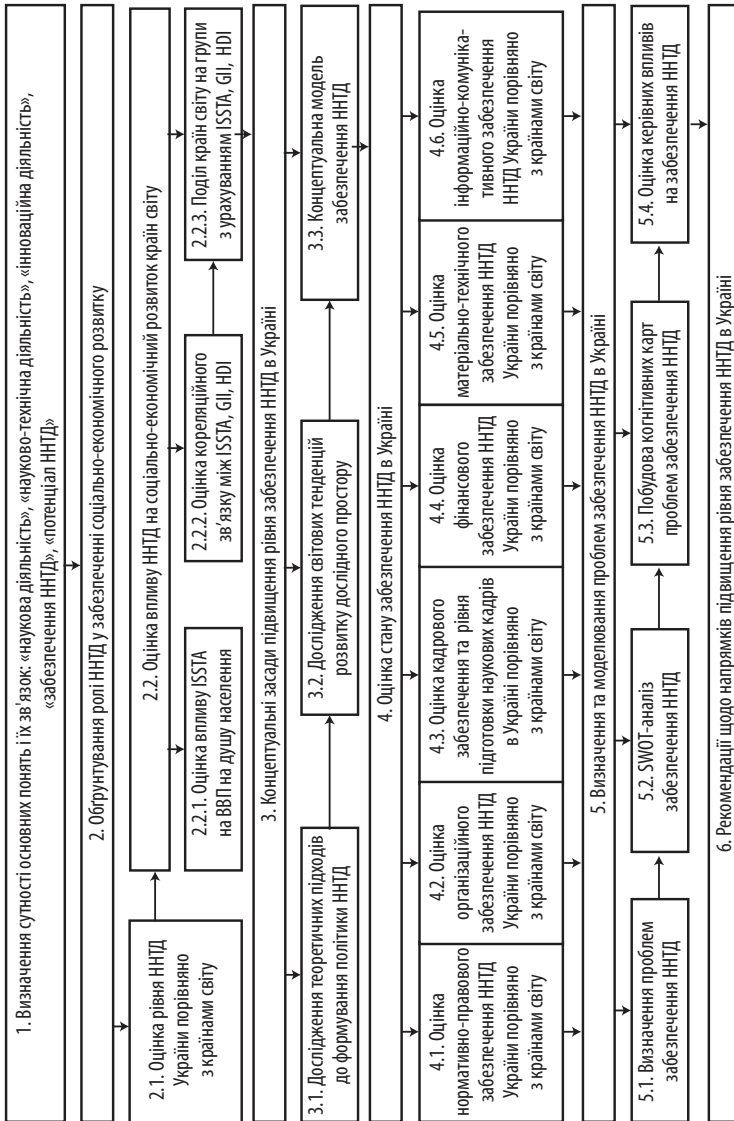 1. Визначення сутності основних понять і їх зв'язок: «наукова діяльність», «науково-технічна діяльність», «інноваційна діяльність»,
«забезпечення ННТД», «потенціал ННТД»
2. Обґрунтування ролі ННТД у забезпеченні соціально-економічного розвитку
2.1. Оцінка рівня ННТД
України порівняно
з країнами світу
2.2. Оцінка впливу ННТД на соціально-економічний розвиток країн світу
2.2.1. Оцінка впливу ISSTA
на ВВП на душу населення
2.2.2. Оцінка кореляційного
зв'язку між ISSTA, GII, HDI
2.2.3. Поділ країн світу на групи
з урахуванням ISSTA, GII, HDI
3. Концептуальні засади підвищення рівня забезпечення ННТД в Україні
3.1. Дослідження теоретичних підходів
до формування політики ННТД
3.2. Дослідження світових тенденцій
розвитку дослідного простору
3.3. Концептуальна модель
забезпечення ННТД
4. Оцінка стану забезпечення ННТД в Україні
4.1. Оцінка
нормативно-правового
забезпечення ННТД
України порівняно
з країнами світу
4.2. Оцінка
організаційного
забезпечення ННТД
України порівняно
з країнами світу
4.3. Оцінка кадрового
забезпечення та рівня
підготовки наукових кадрів
в Україні порівняно
з країнами світу
4.4. Оцінка
фінансового
забезпечення ННТД
України порівняно
з країнами світу
4.5. Оцінка
матеріально-технічного
забезпечення ННТД
України порівняно
з країнами світу
4.6. Оцінка
інформаційно-комуніка-
тивного забезпечення
ННТД України порівняно
з країнами світу
5. Визначення та моделювання проблем забезпечення ННТД в Україні
5.1. Визначення проблем
забезпечення ННТД
5.2. SWOT-аналіз
забезпечення ННТД
5.3. Побудова когнітивних карт
проблем забезпечення ННТД
5.4. Оцінка керівних впливів
на забезпечення ННТД
6. Рекомендації щодо напрямків підвищення рівня забезпечення ННТД в Україні